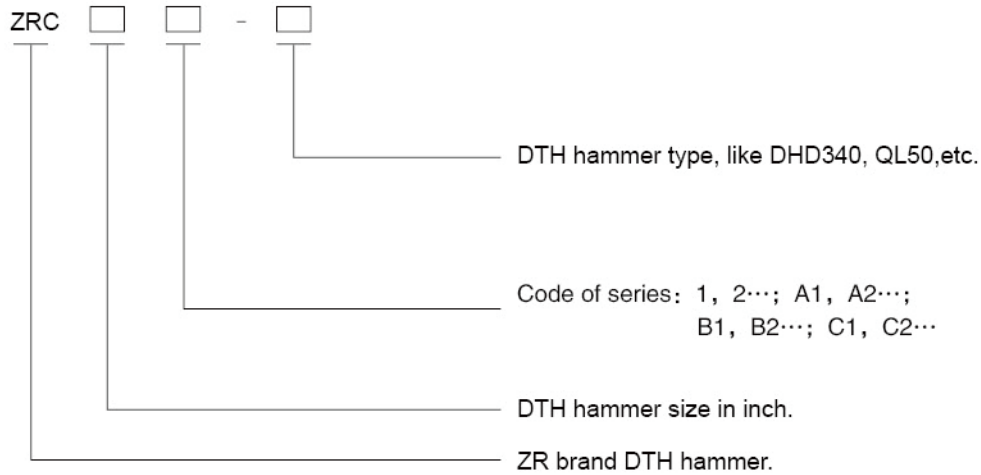 ZRC -
DTH hammer type, like DHD340, QL50,etc.
Code of series: 1, 2⋯; A1, A2⋯;
B1, B2⋯; C1, C2⋯
DTH hammer size in inch.
ZR brand DTH hammer.